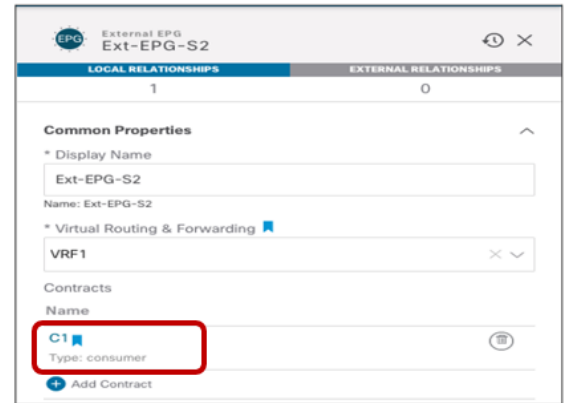 EPG
External EPG
Ext-EPG-S2
LOCAL RELATIONSHIPS
EXTERNAL RELATIONSHIPS
1
0
Common Properties
* Display Name
Ext-EPG-S2
Name: Ext-EPG-S2
* Virtual Routing & Forwarding
VRF1
Contracts
Name
C1
Type: consumer
Add Contract